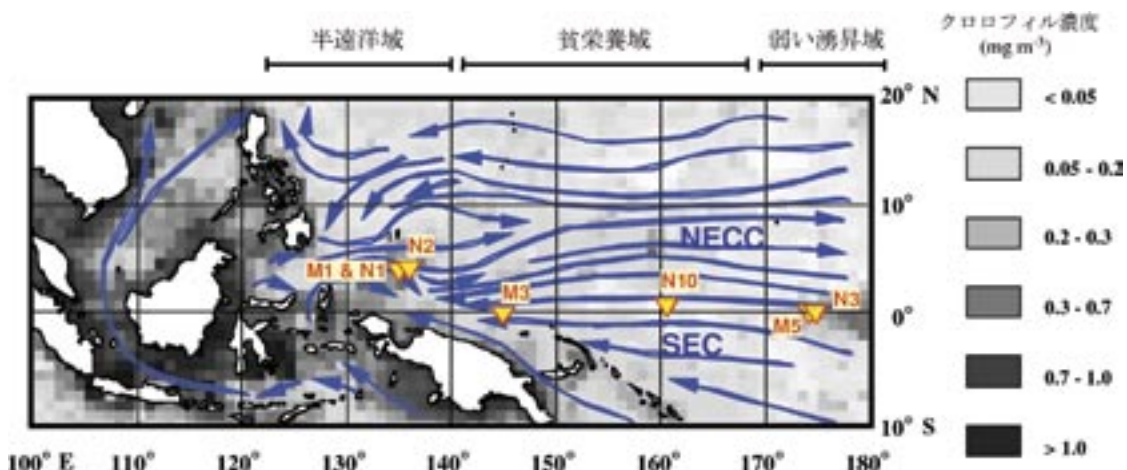 半遠洋域
貧栄養域
弱い湧昇域
クロロフィル濃度
(mg m⁻³)
< 0.05
0.05 - 0.2
0.2 - 0.3
0.3 - 0.7
0.7 - 1.0
> 1.0
20° N
10°
0°
10° S
NECC
SEC
N2
M1 & N1
M3
N10
N3
M5
100° E 110° 120° 130° 140° 150° 160° 170° 180°